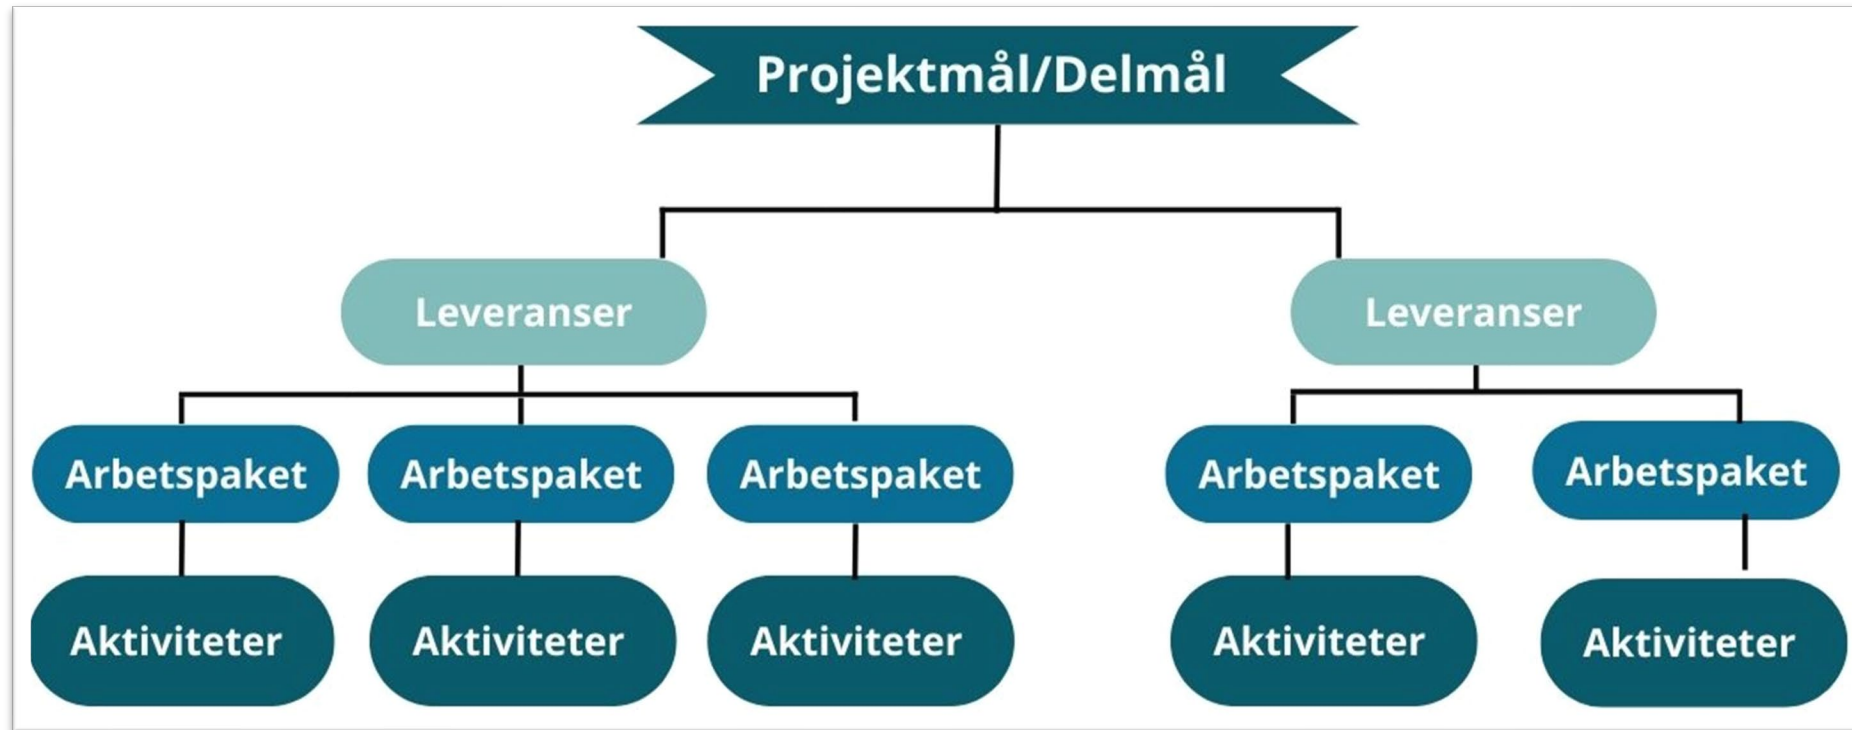 Projektmål/Delmål
Leveranser
Leveranser
Arbetspaket
Arbetspaket
Arbetspaket
Arbetspaket
Arbetspaket
Aktiviteter
Aktiviteter
Aktiviteter
Aktiviteter
Aktiviteter